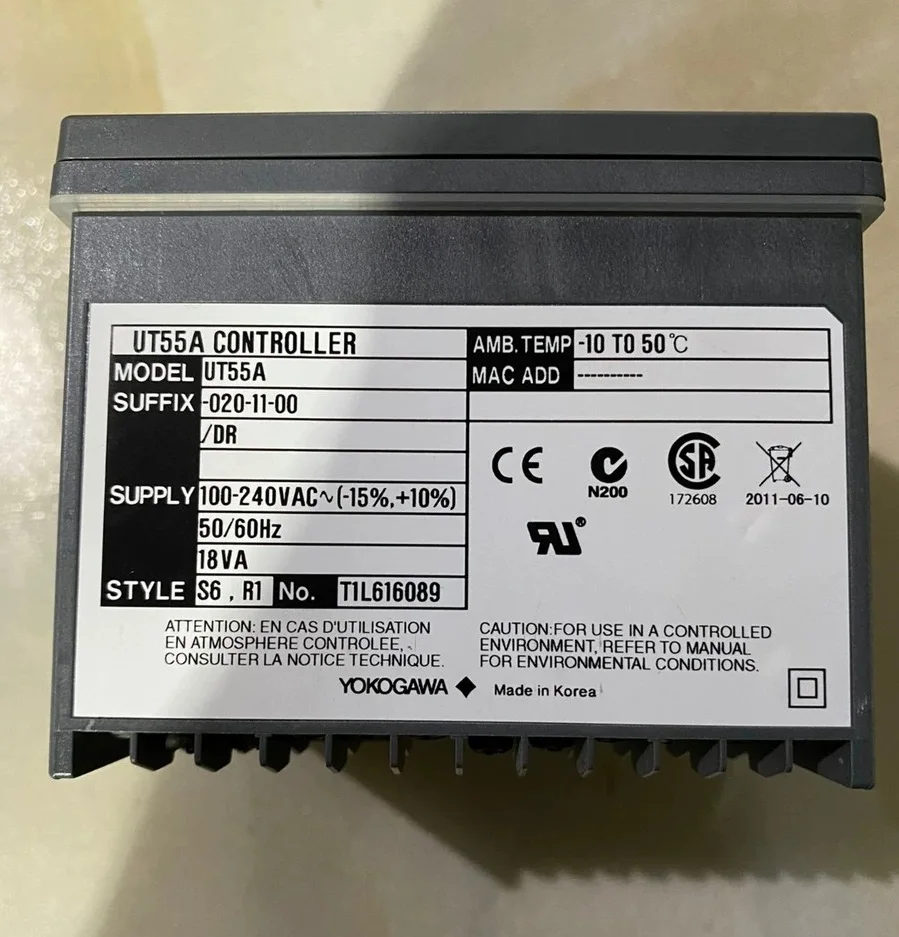 UT55A CONTROLLER
MODEL UT55A
SUFFIX -020-11-00
/DR
SUPPLY 100-240VAC~(-15%,+10%)
50/60Hz
18VA
STYLE S6 , R1 No. T1L616089
AMB.TEMP -10 TO 50℃
MAC ADD ----------
CE
N200
SA
172608
2011-06-10
RU®
ATTENTION: EN CAS D'UTILISATION
EN ATMOSPHERE CONTROLEE,
CONSULTER LA NOTICE TECHNIQUE.
CAUTION:FOR USE IN A CONTROLLED
ENVIRONMENT, REFER TO MANUAL
FOR ENVIRONMENTAL CONDITIONS.
YOKOGAWA ◆ Made in Korea